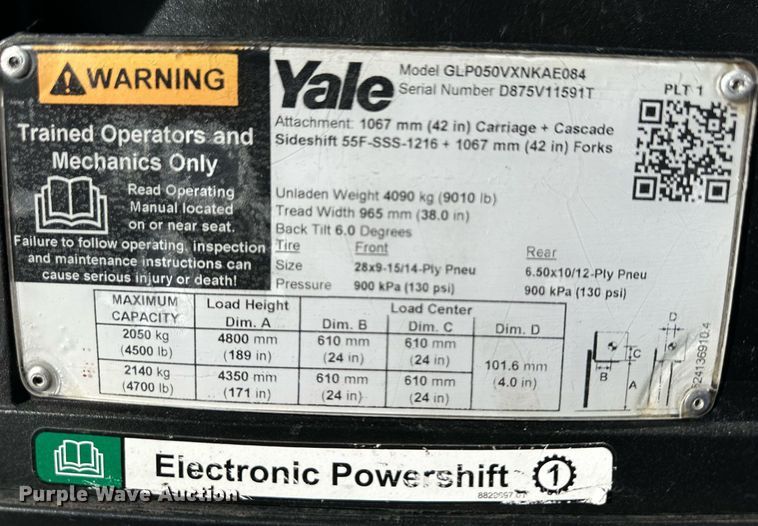 WARNING
Trained Operators and
Mechanics Only
Read Operating
Manual located
on or near seat.
Failure to follow operating, inspection
and maintenance instructions can
cause serious injury or death!
Yale
Model GLP050VXNKAE084
Serial Number D875V11591T
PLT 1
Attachment: 1067 mm (42 in) Carriage + Cascade
Sideshift 55F-SSS-1216 + 1067 mm (42 in) Forks
Unladen Weight 4090 kg (9010 lb)
Tread Width 965 mm (38.0 in)
Back Tilt 6.0 Degrees
Tire Front Rear
Size 28x9-15/14-Ply Pneu 6.50x10/12-Ply Pneu
Pressure 900 kPa (130 psi) 900 kPa (130 psi)
MAXIMUM CAPACITY Load Height Dim. A Load Center
Dim. B Dim. C Dim. D
2050 kg 4800 mm 610 mm 610 mm
(4500 lb) (189 in) (24 in) (24 in)
101.6 mm
(4.0 in)
2140 kg 4350 mm 610 mm 610 mm
(4700 lb) (171 in) (24 in) (24 in)
D
C
B
A
Electronic Powershift
1
Purple Wave Auction